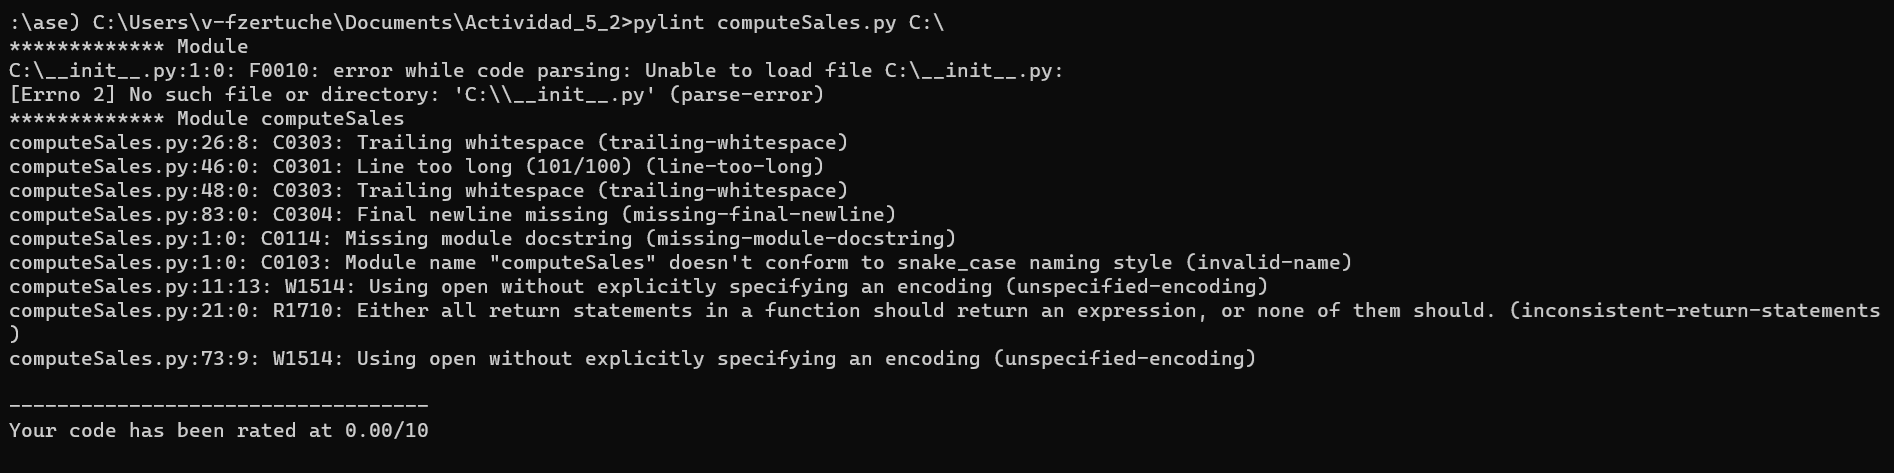 :\ase) C:\Users\v-fzertuche\Documents\Actividad_5_2>pylint computeSales.py C:\
************* Module
C:\__init__.py:1:0: F0010: error while code parsing: Unable to load file C:\__init__.py:
[Errno 2] No such file or directory: 'C:\\__init__.py' (parse-error)
************* Module computeSales
computeSales.py:26:8: C0303: Trailing whitespace (trailing-whitespace)
computeSales.py:46:0: C0301: Line too long (101/100) (line-too-long)
computeSales.py:48:0: C0303: Trailing whitespace (trailing-whitespace)
computeSales.py:83:0: C0304: Final newline missing (missing-final-newline)
computeSales.py:1:0: C0114: Missing module docstring (missing-module-docstring)
computeSales.py:1:0: C0103: Module name "computeSales" doesn't conform to snake_case naming style (invalid-name)
computeSales.py:11:13: W1514: Using open without explicitly specifying an encoding (unspecified-encoding)
computeSales.py:21:0: R1710: Either all return statements in a function should return an expression, or none of them should. (inconsistent-return-statements
)
computeSales.py:73:9: W1514: Using open without explicitly specifying an encoding (unspecified-encoding)

-----------------------------------
Your code has been rated at 0.00/10